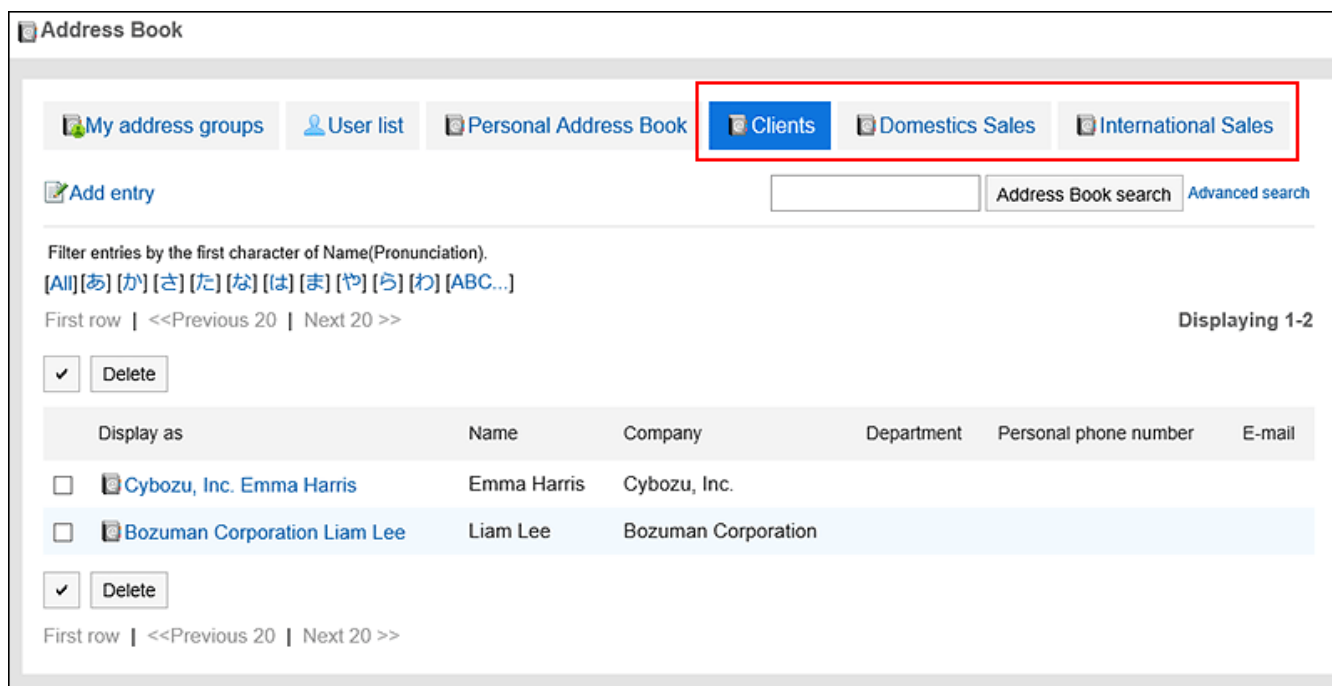 Address Book
My address groups User list Personal Address Book Clients Domestics Sales International Sales
Add entry Address Book search Advanced search
Filter entries by the first character of Name(Pronunciation).
[All][あ] [か] [さ] [た] [な] [は] [ま] [や] [ら] [わ] [ABC...]
First row | <<Previous 20 | Next 20 >> Displaying 1-2
Delete
Display as Name Company Department Personal phone number E-mail
Cybozu, Inc. Emma Harris Emma Harris Cybozu, Inc.
Bozuman Corporation Liam Lee Liam Lee Bozuman Corporation
Delete
First row | <<Previous 20 | Next 20 >>